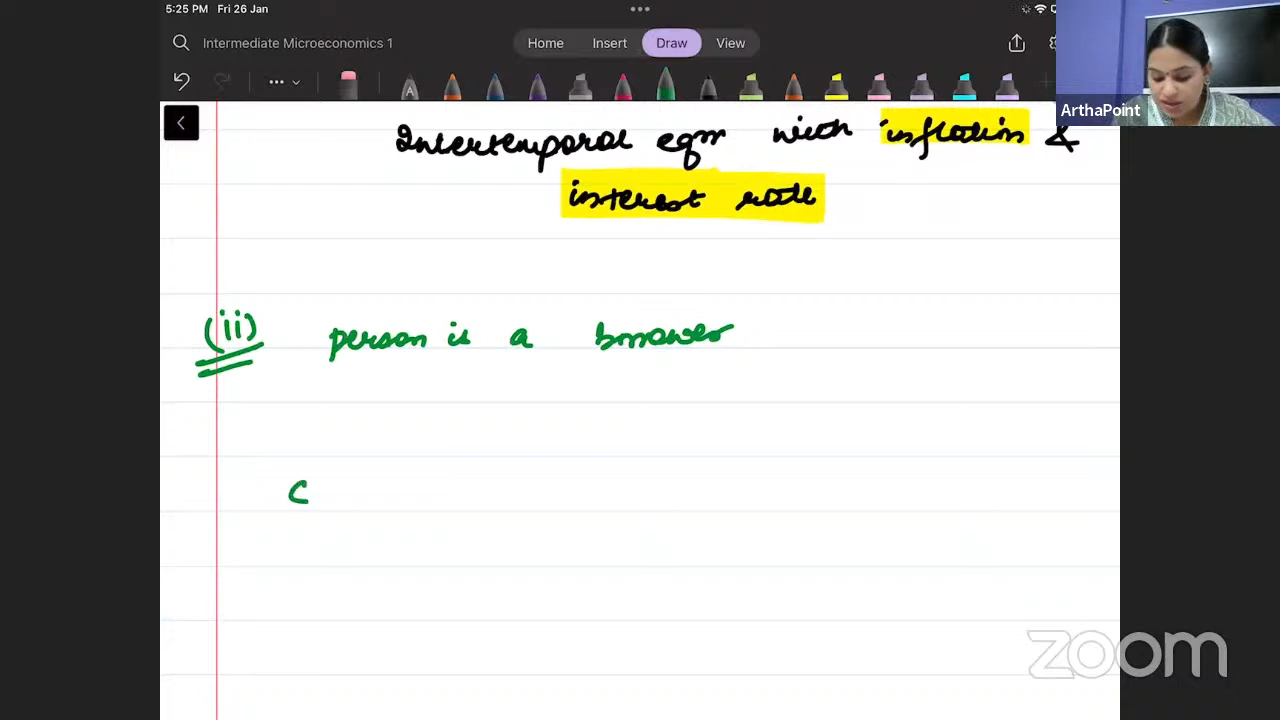 5:25 PM Fri 26 Jan
Intermediate Microeconomics 1
Home Insert Draw View
A
ArthaPoint
Intertemporal eqm with inflation &
interest rate
(ii) person is a borrower
C
zoom